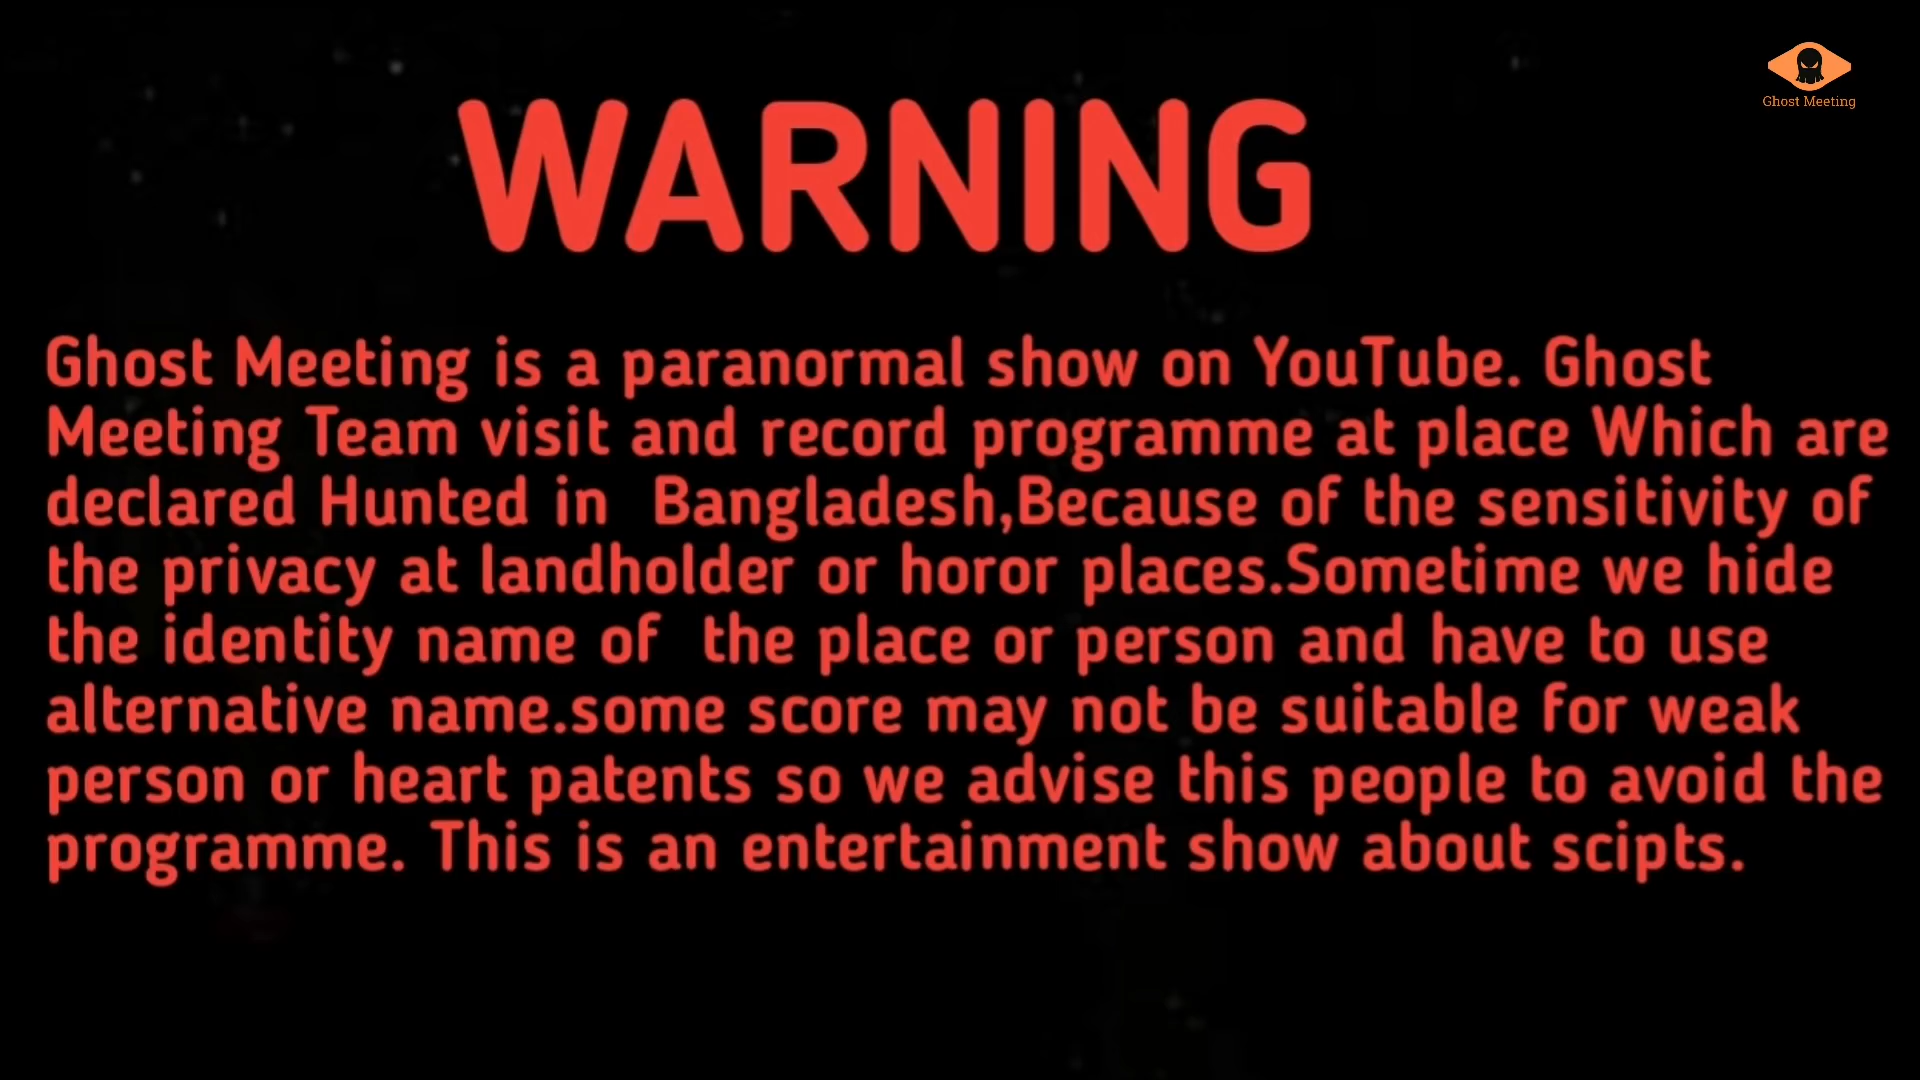 Ghost Meeting
WARNING
Ghost Meeting is a paranormal show on YouTube. Ghost
Meeting Team visit and record programme at place Which are
declared Hunted in  Bangladesh,Because of the sensitivity of
the privacy at landholder or horor places.Sometime we hide
the identity name of  the place or person and have to use
alternative name.some score may not be suitable for weak
person or heart patents so we advise this people to avoid the
programme. This is an entertainment show about scipts.